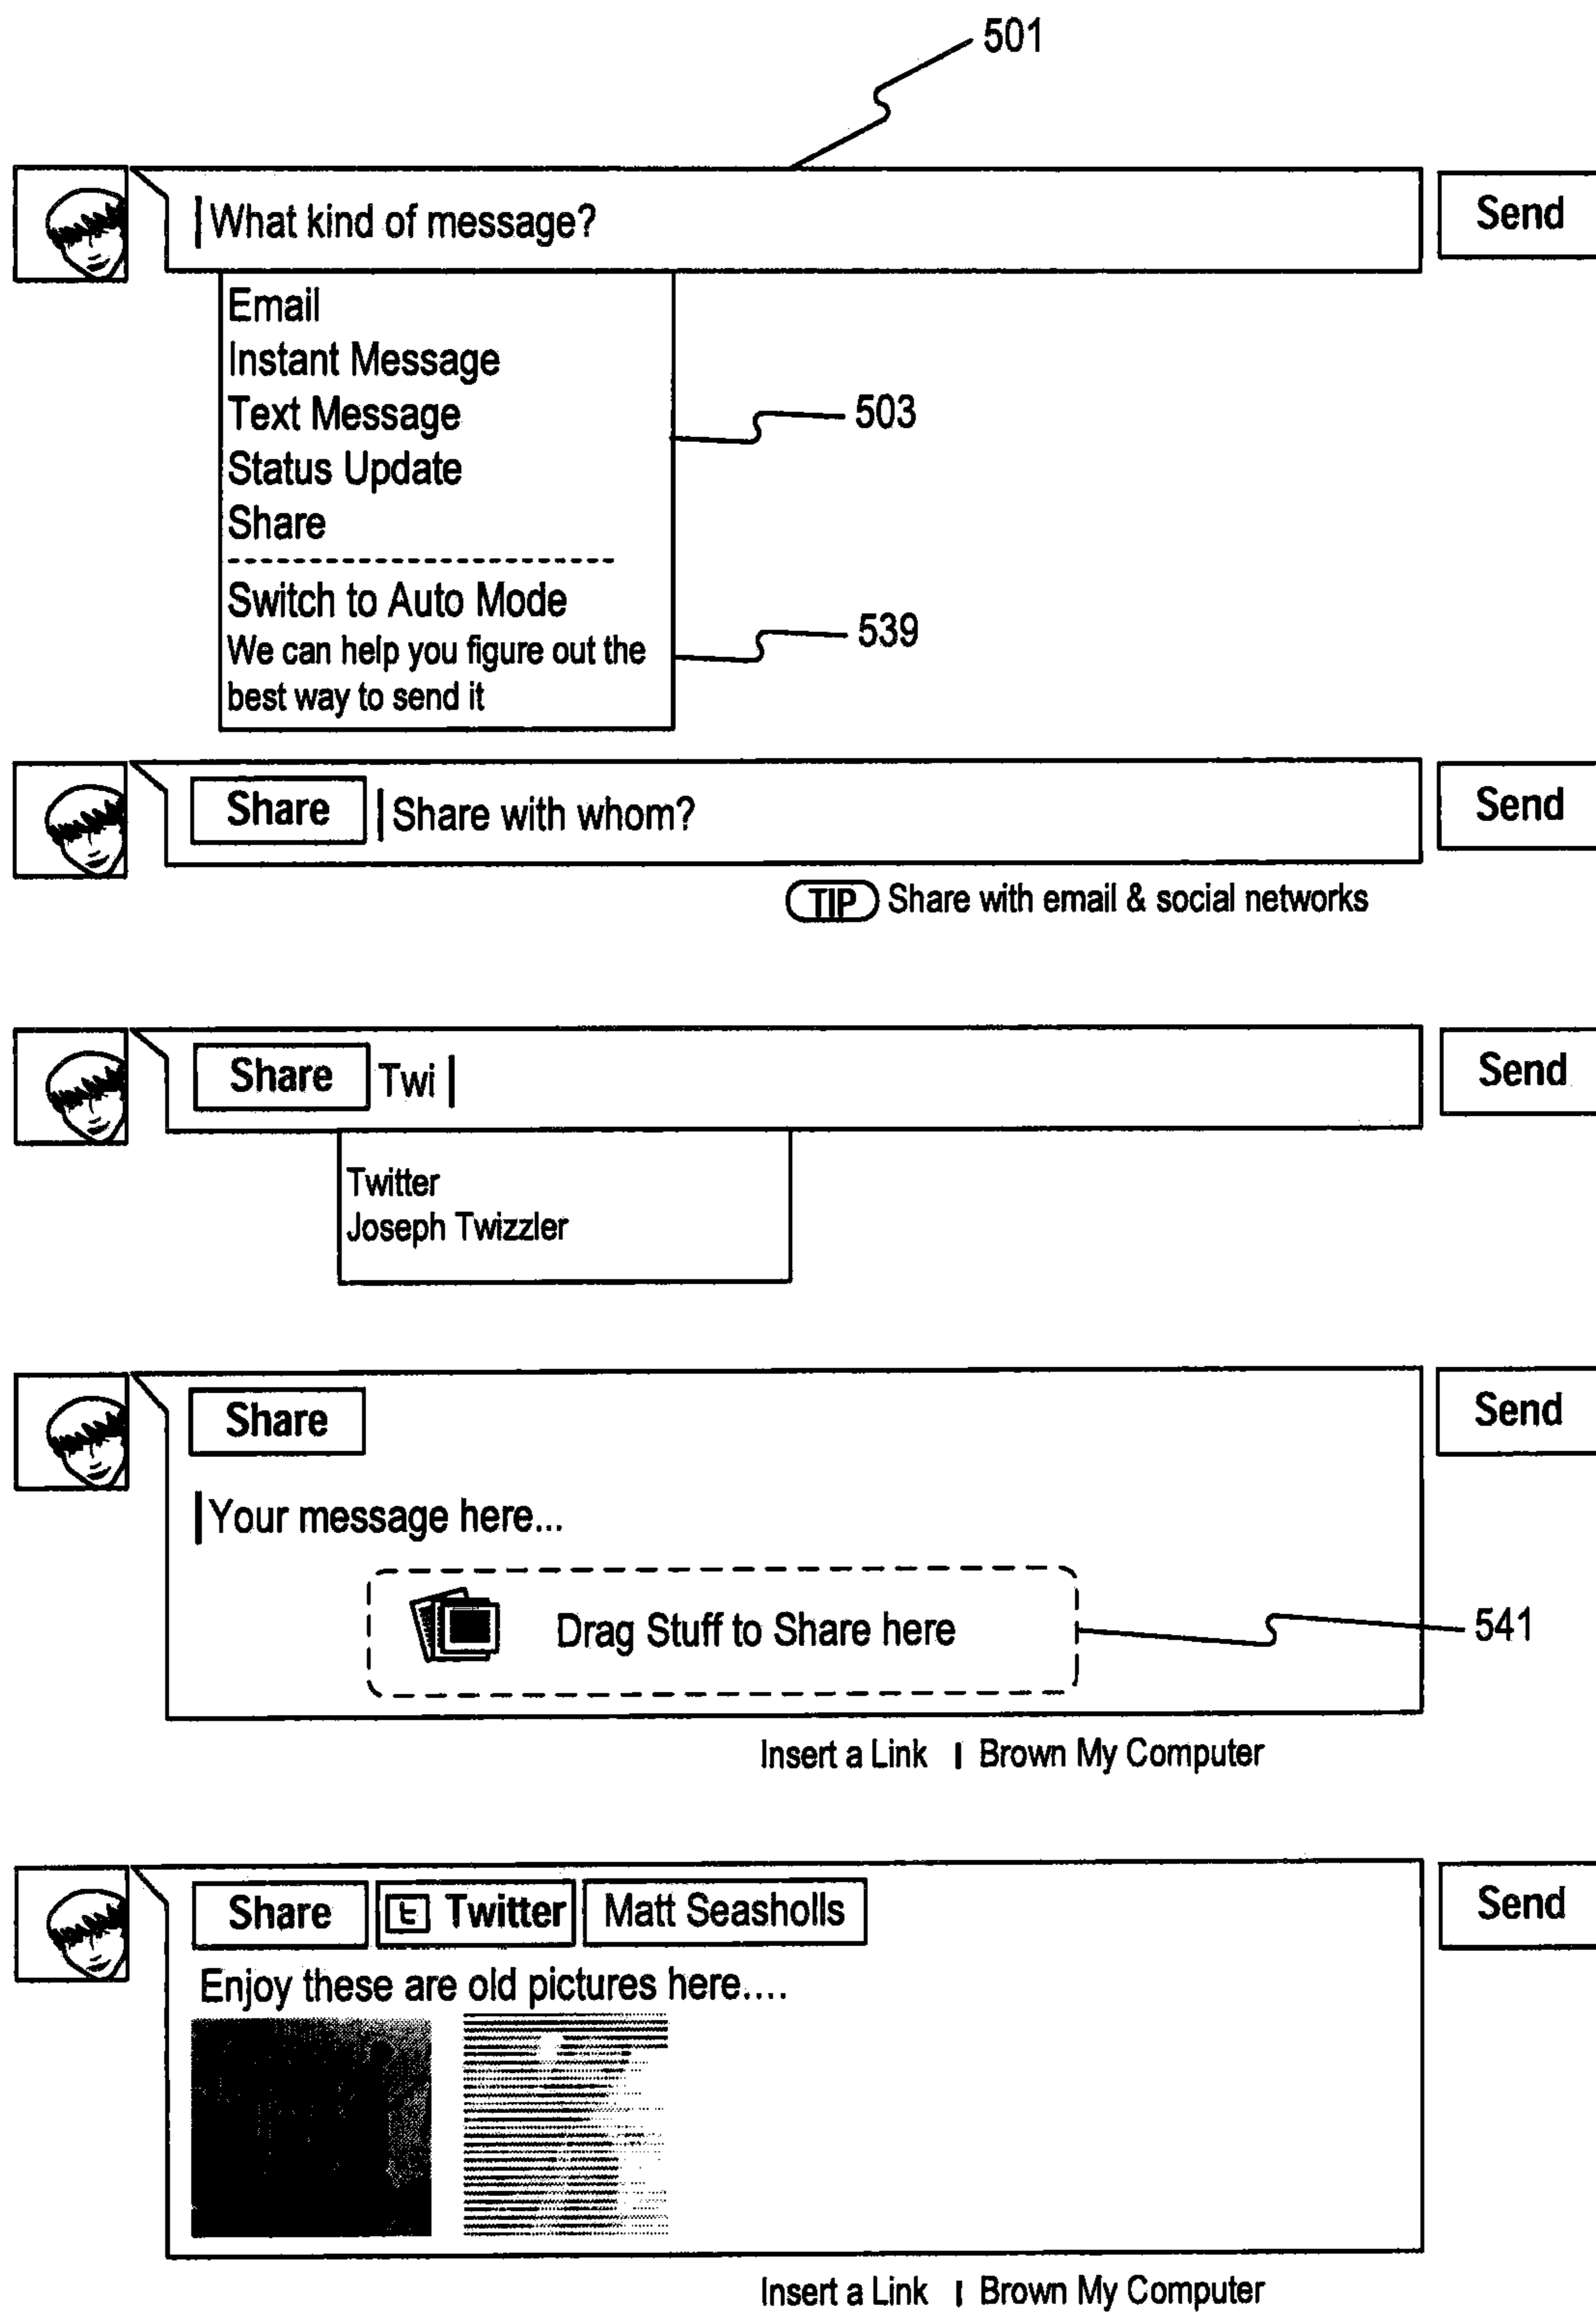 501
What kind of message?
Send
Email
Instant Message
Text Message
503
Status Update
Share
Switch to Auto Mode
539
We can help you figure out the
best way to send it
Share Share with whom?
Send
TIP Share with email & social networks
Share Twi
Send
Twitter
Joseph Twizzler
Share
Send
Your message here...
Drag Stuff to Share here
541
Insert a Link | Brown My Computer
Share t Twitter Matt Seasholls
Send
Enjoy these are old pictures here....
Insert a Link | Brown My Computer